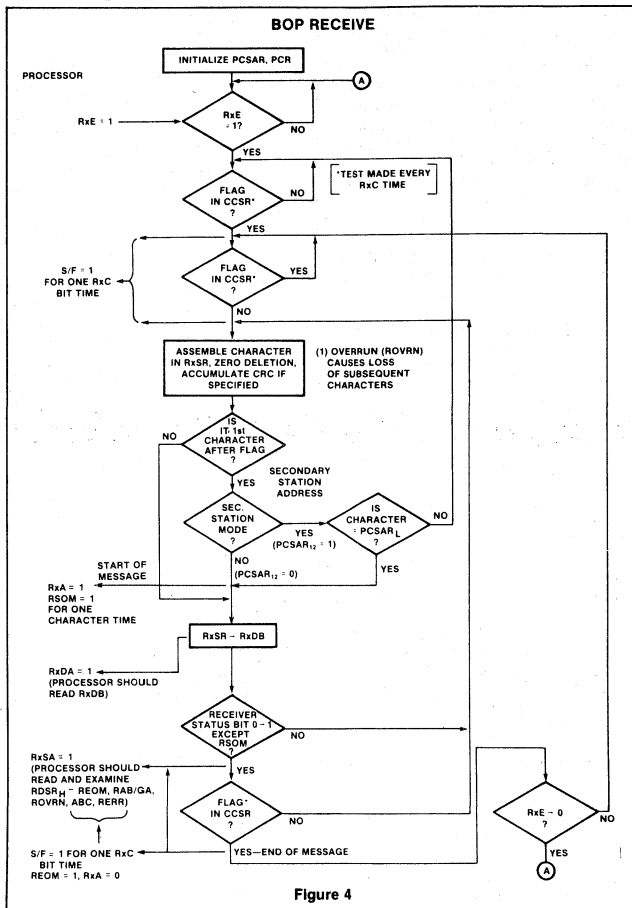 BOP RECEIVE
INITIALIZE PCSAR, PCR
PROCESSOR
A
RxE = 1
RxE
= 1?
NO
YES
FLAG
IN CCSR*
?
NO
*TEST MADE EVERY
RxC TIME
YES
S/F = 1
FOR ONE RxC
BIT TIME
FLAG
IN CCSR*
?
YES
NO
ASSEMBLE CHARACTER
IN RxSR, ZERO DELETION,
ACCUMULATE CRC IF
SPECIFIED
(1) OVERRUN (ROVRN)
CAUSES LOSS
OF SUBSEQUENT
CHARACTERS
IS
IT 1st
CHARACTER
AFTER FLAG
?
NO
YES
SECONDARY
STATION
ADDRESS
SEC.
STATION
MODE
?
YES
(PCSAR12 = 1)
IS
CHARACTER
= PCSARL
?
NO
YES
NO
(PCSAR12 = 0)
START OF
MESSAGE
RxA = 1
RSOM = 1
FOR ONE
CHARACTER TIME
RxSR → RxDB
RxDA = 1
(PROCESSOR SHOULD
READ RxDB)
RECEIVER
STATUS BIT 0→1
EXCEPT
RSOM
?
NO
YES
RxSA = 1
(PROCESSOR SHOULD
READ AND EXAMINE
RDSRH – REOM, RAB/GA,
ROVRN, ABC, RERR)
FLAG*
IN CCSR
?
NO
YES—END OF MESSAGE
S/F = 1 FOR ONE RxC
BIT TIME
REOM = 1, RxA = 0
RxE → 0
?
NO
YES
A
Figure 4